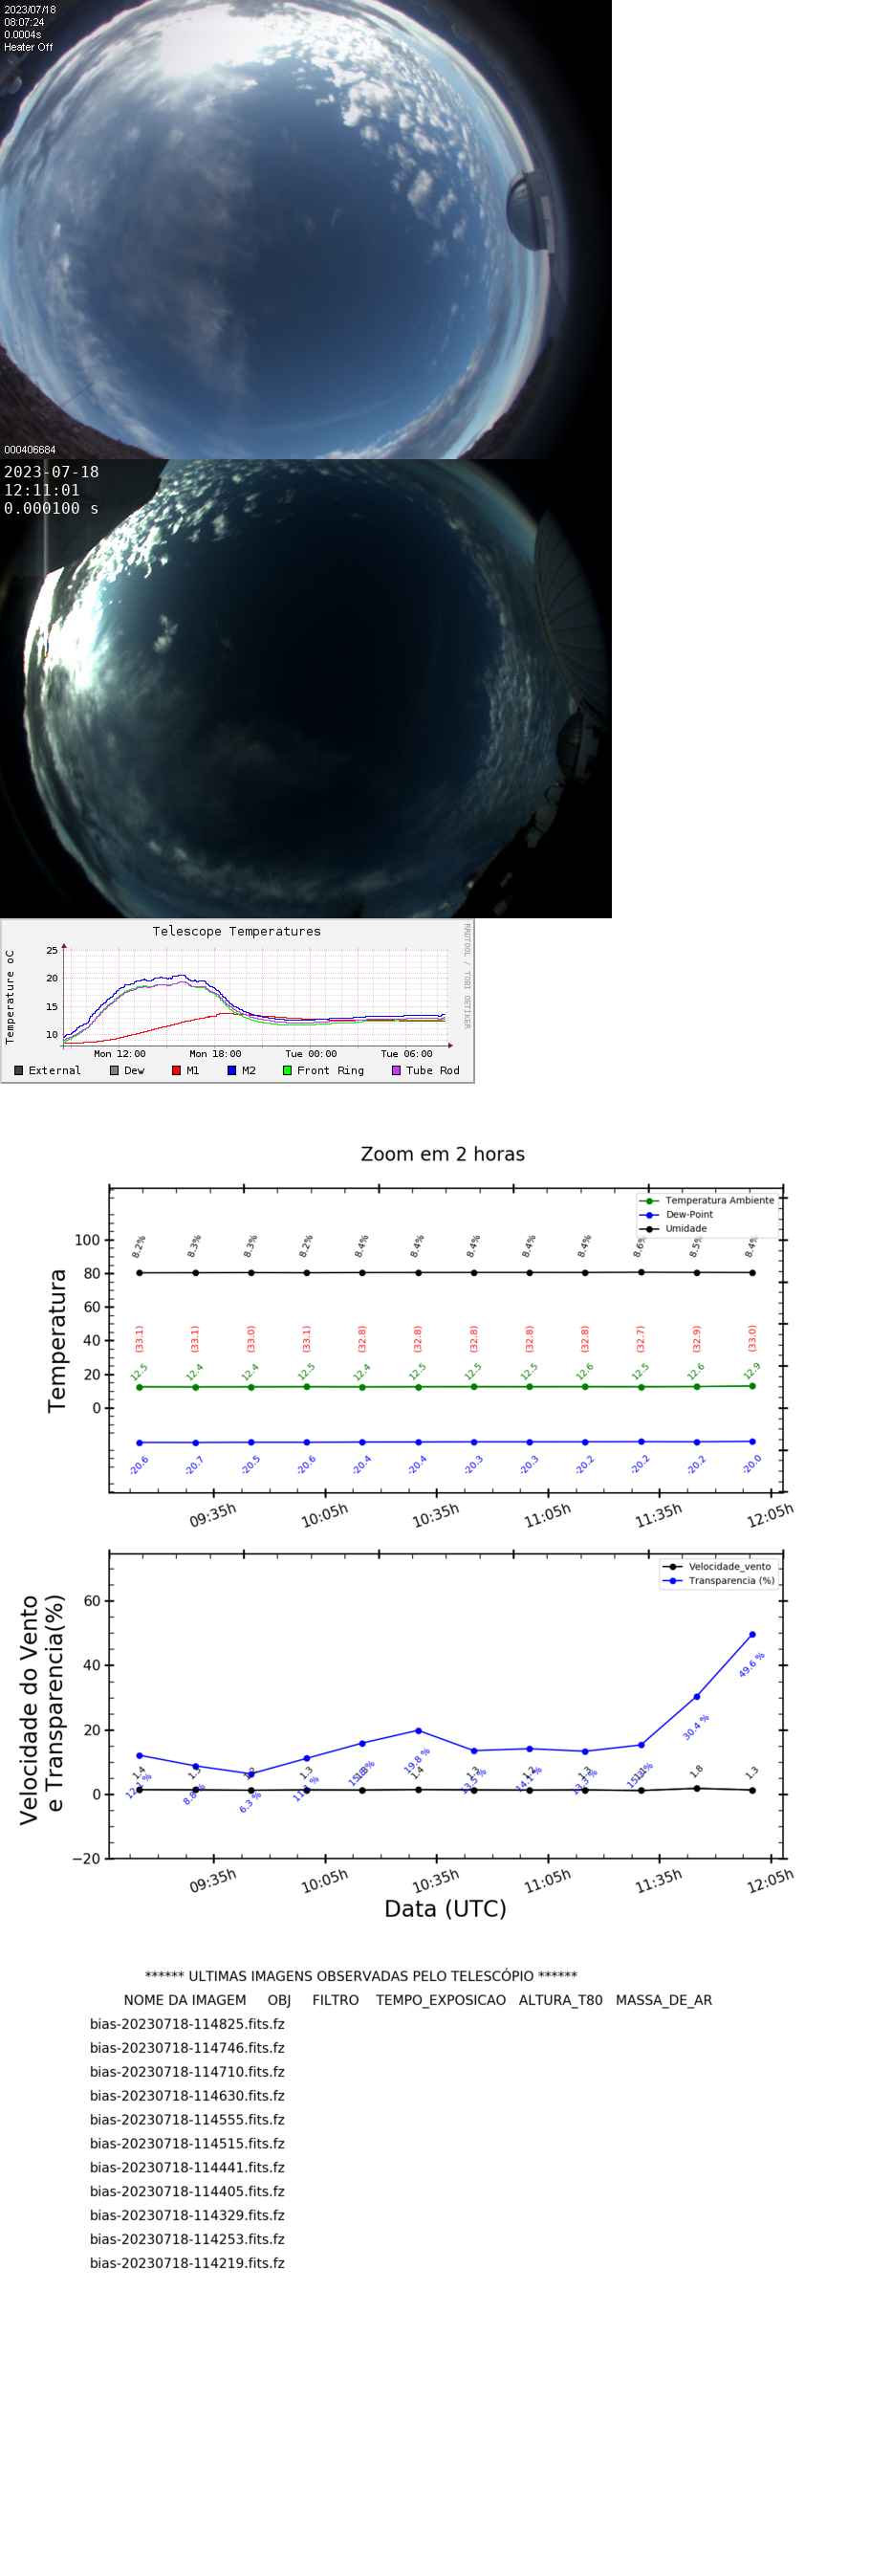 2023/07/18
08:07:24
0.0004s
Heater Off
000406684
2023-07-18
12:11:01
0.000100 s
Telescope Temperatures
RRDTOOL / TOBI OETIKER
Temperature oC
25
20
15
10
Mon 12:00 Mon 18:00 Tue 00:00 Tue 06:00
External Dew M1 M2 Front Ring Tube Rod
Zoom em 2 horas
Temperatura Ambiente
Dew-Point
Umidade
Temperatura
100
80
60
40
20
0
8.2% 8.3% 8.3% 8.2% 8.4% 8.4% 8.4% 8.4% 8.4% 8.6% 8.5% 8.4%
(33.1) (33.1) (33.0) (33.1) (32.8) (32.8) (32.8) (32.8) (32.8) (32.7) (32.9) (33.0)
12.5 12.4 12.4 12.5 12.4 12.5 12.5 12.5 12.6 12.5 12.6 12.9
-20.6 -20.7 -20.5 -20.6 -20.4 -20.4 -20.3 -20.3 -20.2 -20.2 -20.2 -20.0
09:35h 10:05h 10:35h 11:05h 11:35h 12:05h
Velocidade_vento
Transparencia (%)
Velocidade do Vento
e Transparencia(%)
60
40
20
0
−20
1.4 1.3 1.3 1.4 1.3 1.2 1.3 1.8 1.3
6.3 % 19.8 % 30.4 % 49.6 %
09:35h 10:05h 10:35h 11:05h 11:35h 12:05h
Data (UTC)
****** ULTIMAS IMAGENS OBSERVADAS PELO TELESCÓPIO ******
NOME DA IMAGEM OBJ FILTRO TEMPO_EXPOSICAO ALTURA_T80 MASSA_DE_AR
bias-20230718-114825.fits.fz
bias-20230718-114746.fits.fz
bias-20230718-114710.fits.fz
bias-20230718-114630.fits.fz
bias-20230718-114555.fits.fz
bias-20230718-114515.fits.fz
bias-20230718-114441.fits.fz
bias-20230718-114405.fits.fz
bias-20230718-114329.fits.fz
bias-20230718-114253.fits.fz
bias-20230718-114219.fits.fz